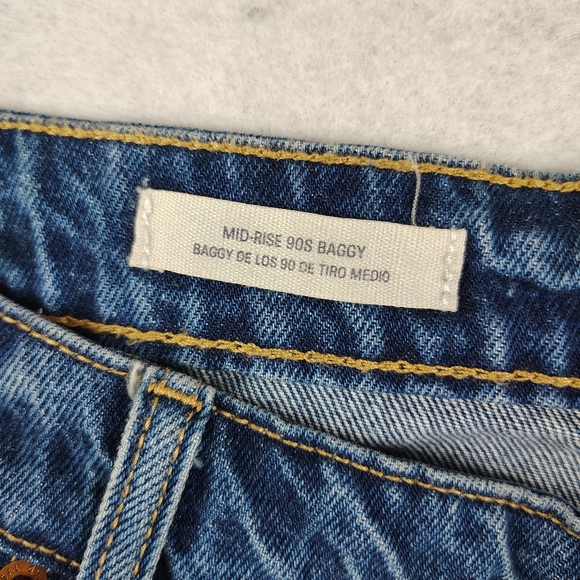 MID-RISE 90S BAGGY
BAGGY DE LOS 90 DE TIRO MEDIO